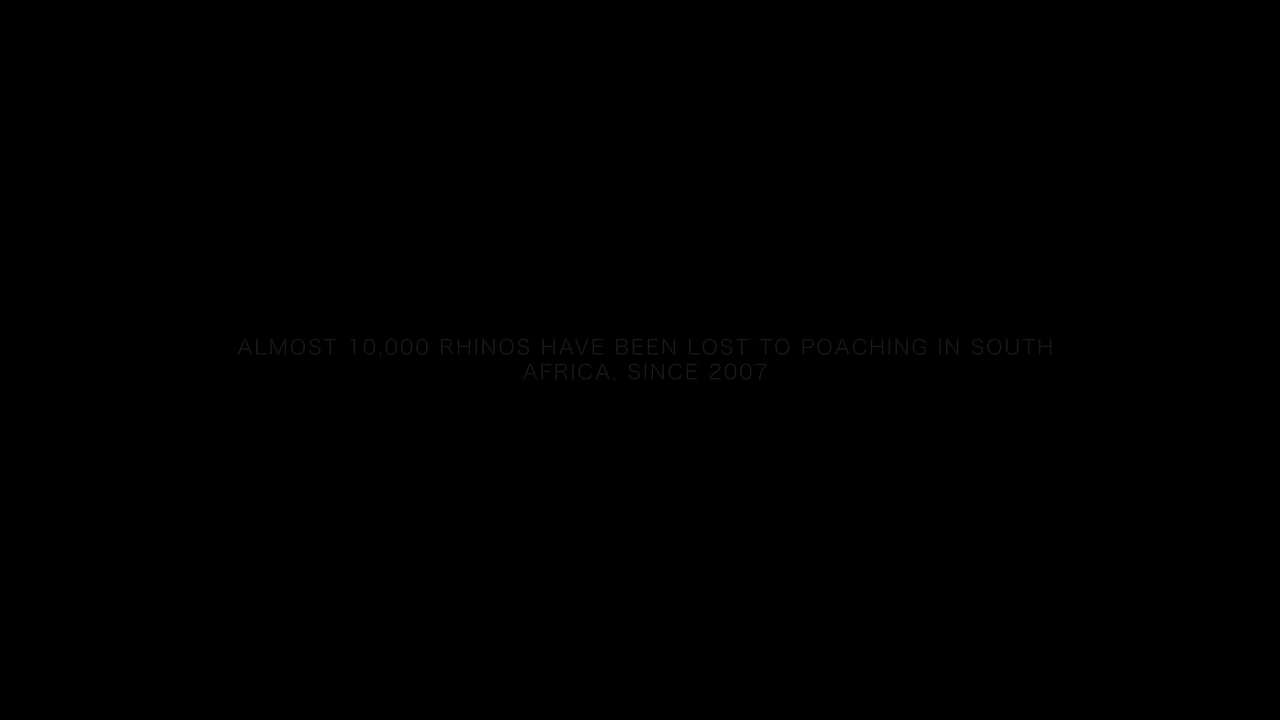 ALMOST 10,000 RHINOS HAVE BEEN LOST TO POACHING IN SOUTH
AFRICA, SINCE 2007